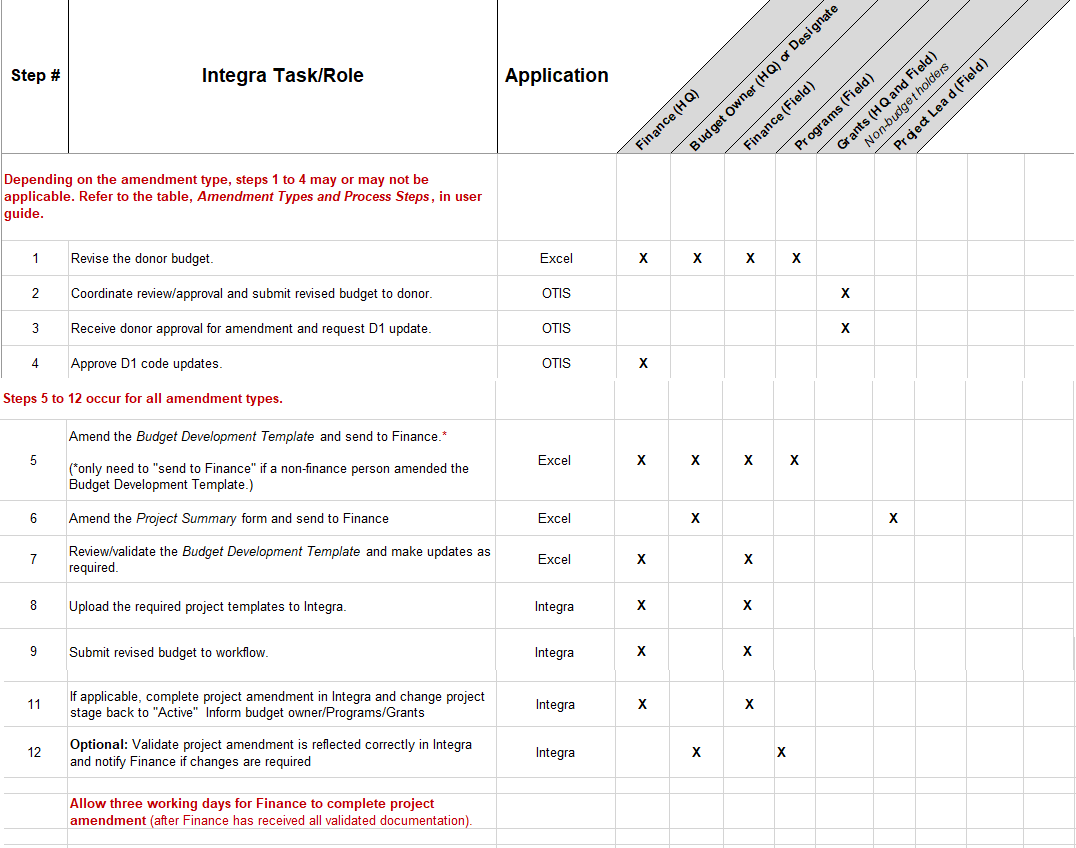 Step #
Integra Task/Role
Application
Finance (HQ)
Budget Owner (HQ) or Designate
Finance (Field)
Programs (Field)
Grants (HQ and Field)
Non-budget holders
Project Lead (Field)
Depending on the amendment type, steps 1 to 4 may or may not be
applicable. Refer to the table, Amendment Types and Process Steps, in user
guide.
1 Revise the donor budget. Excel X X X X
2 Coordinate review/approval and submit revised budget to donor. OTIS X
3 Receive donor approval for amendment and request D1 update. OTIS X
4 Approve D1 code updates. OTIS X
Steps 5 to 12 occur for all amendment types.
Amend the Budget Development Template and send to Finance.*
5 Excel X X X X
(*only need to "send to Finance" if a non-finance person amended the
Budget Development Template.)
6 Amend the Project Summary form and send to Finance Excel X X
Review/validate the Budget Development Template and make updates as
7 Excel X X
required.
8 Upload the required project templates to Integra. Integra X X
9 Submit revised budget to workflow. Integra X X
If applicable, complete project amendment in Integra and change project
11 Integra X X
stage back to "Active" Inform budget owner/Programs/Grants
Optional: Validate project amendment is reflected correctly in Integra
12 Integra X X
and notify Finance if changes are required
Allow three working days for Finance to complete project
amendment (after Finance has received all validated documentation).